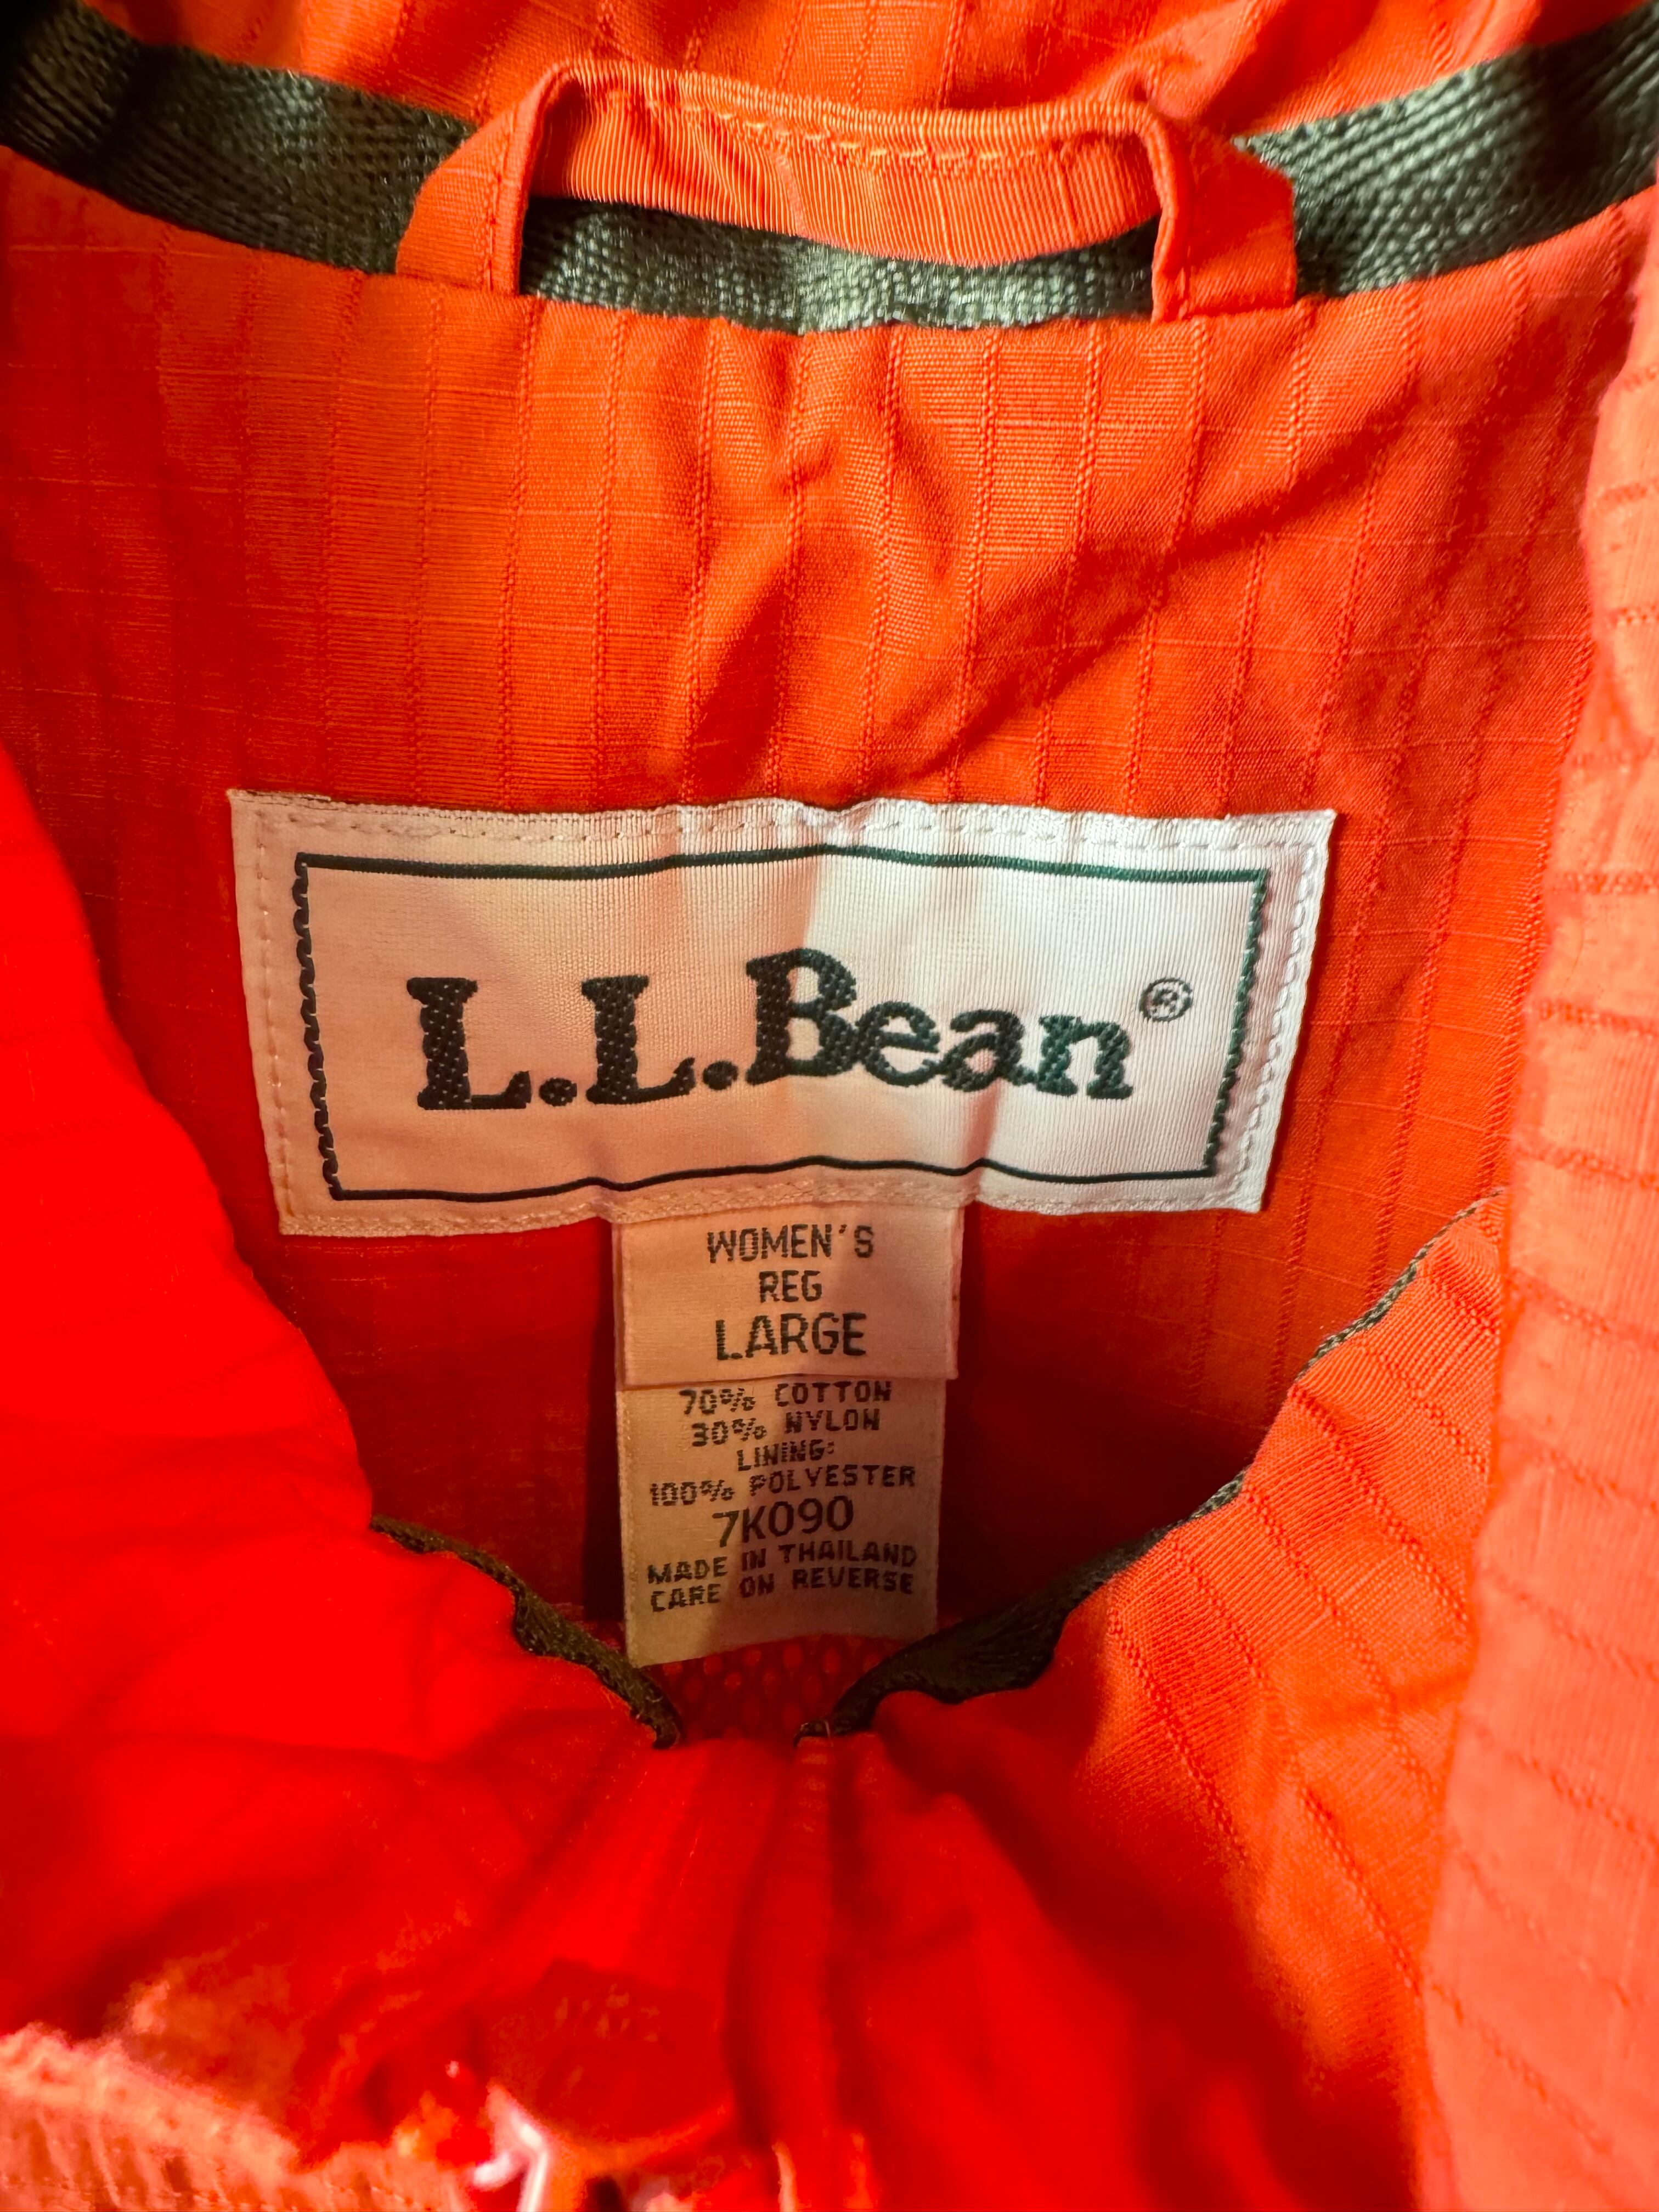 L.L.Bean®
WOMEN'S
REG
LARGE
70% COTTON
30% NYLON
LINING:
100% POLYESTER
7K090
MADE IN THAILAND
CARE ON REVERSE